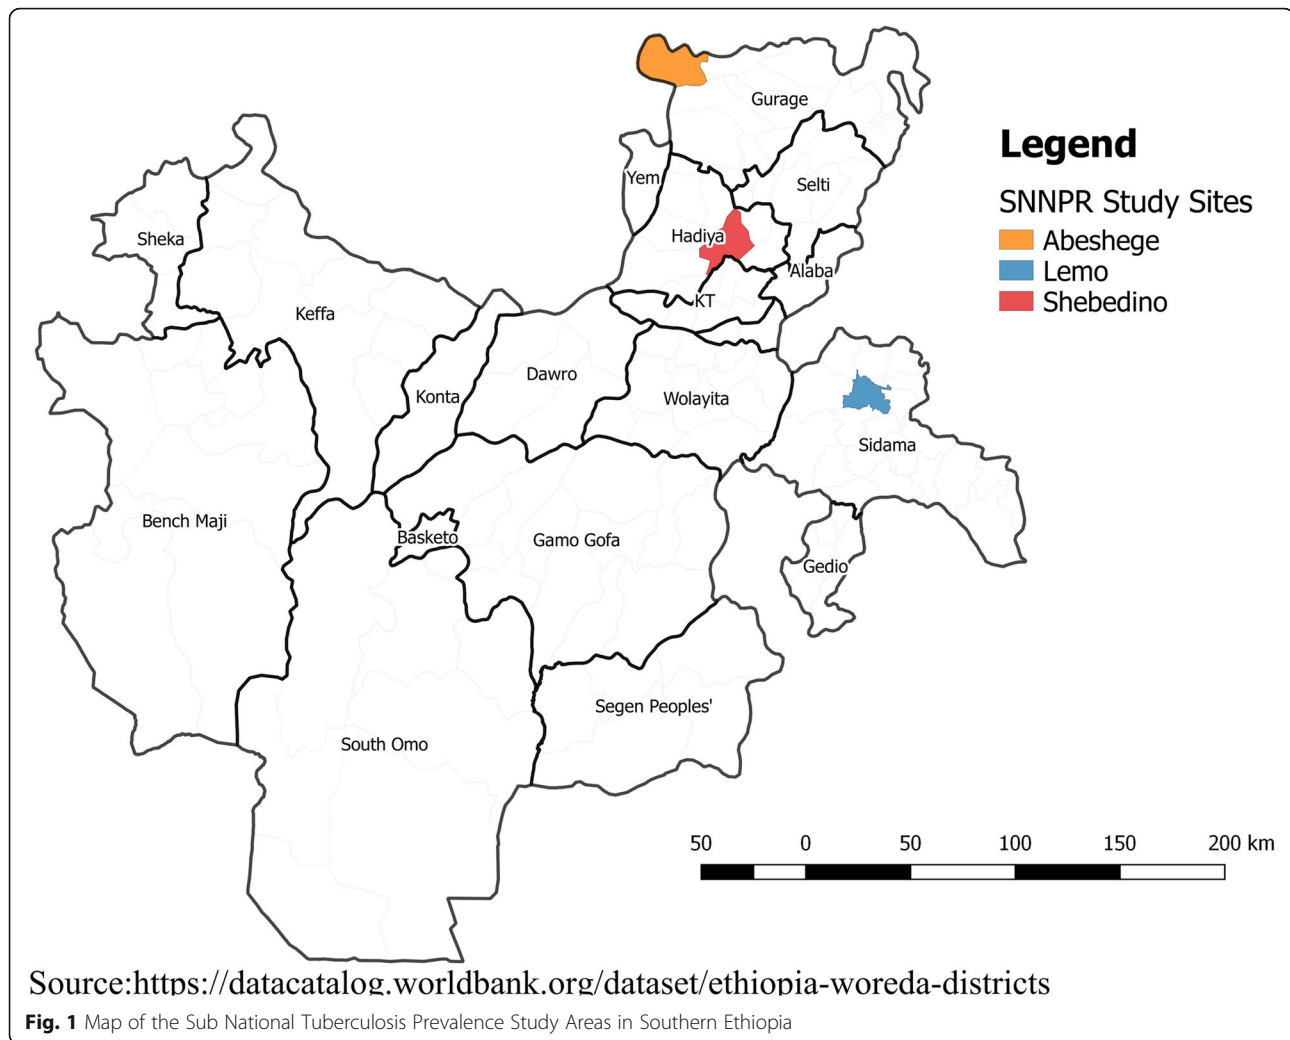 Gurage
Legend
SNNPR Study Sites
Abeshege
Lemo
Shebedino
Yem
Selti
Sheka
Hadiya
Alaba
KT
Keffa
Dawro
Konta
Wolayita
Sidama
Bench Maji
Basketo
Gamo Gofa
Gedio
Segen Peoples'
South Omo
50 0 50 100 150 200 km
Source:https://datacatalog.worldbank.org/dataset/ethiopia-woreda-districts
Fig. 1 Map of the Sub National Tuberculosis Prevalence Study Areas in Southern Ethiopia